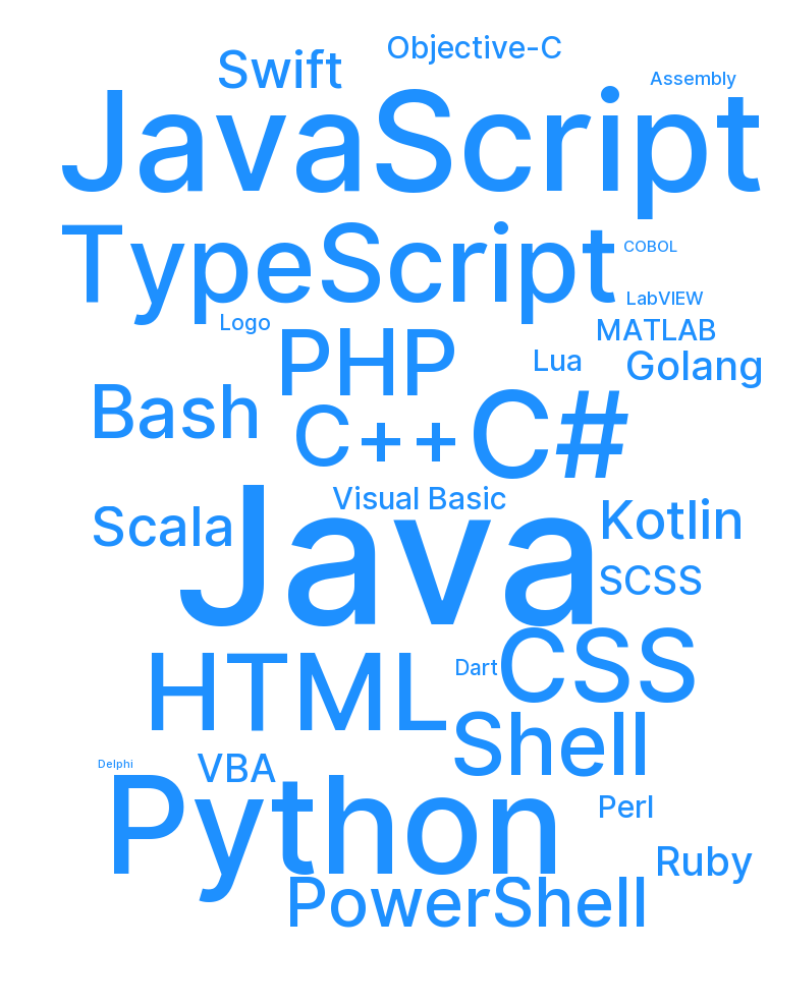 Objective-C
Swift
Assembly
JavaScript
TypeScript
COBOL
LabVIEW
Logo
MATLAB
PHP
Lua
Golang
Bash
C++
C#
Visual Basic
Scala
Java
Kotlin
SCSS
HTML
Dart
CSS
Shell
Delphi
VBA
Python
Perl
Ruby
PowerShell